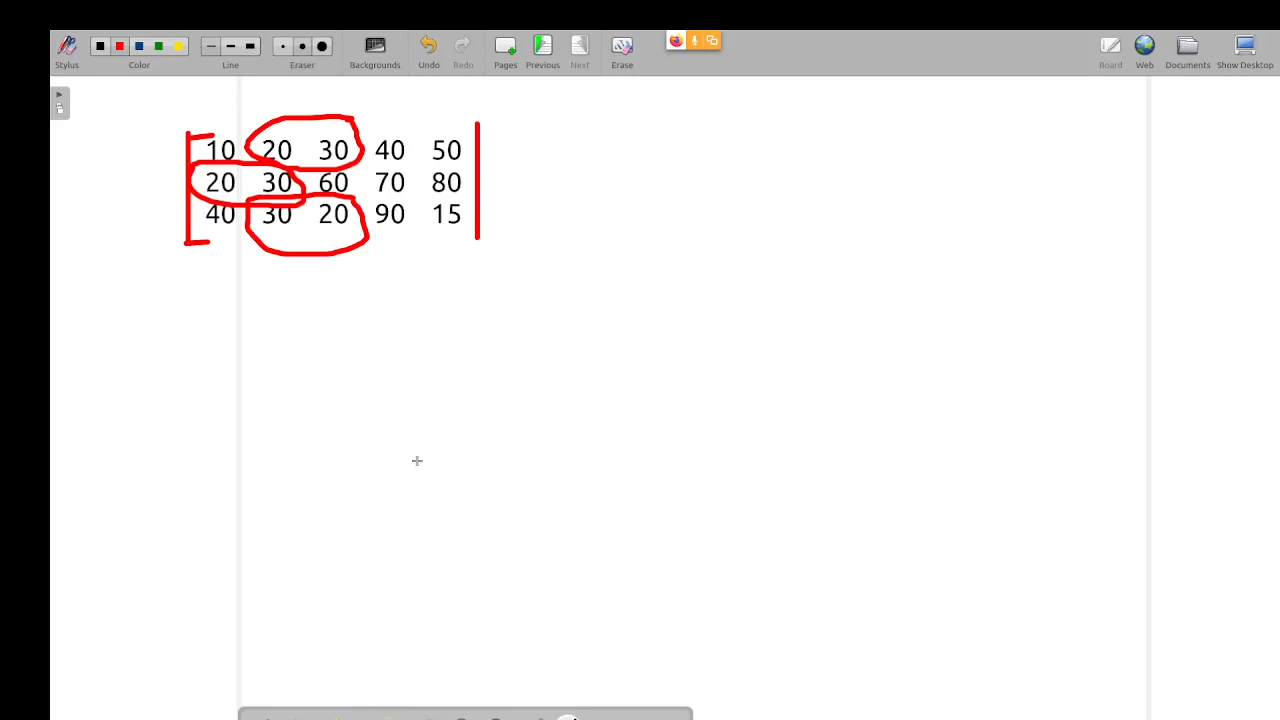 Stylus Color Line Eraser Backgrounds Undo Redo Pages Previous Next Erase Board Web Documents Show Desktop
10 20 30 40 50
20 30 60 70 80
40 30 20 90 15